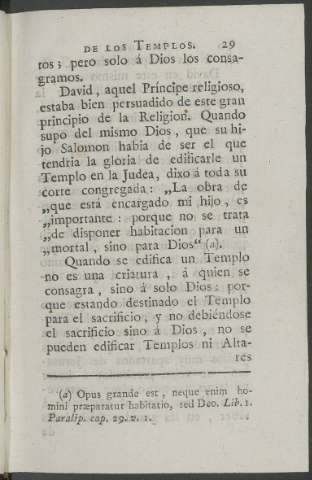 DE LOS TEMPLOS. 29
tos; pero solo á Dios los consa-
gramos.
David, aquel Príncipe religioso,
estaba bien persuadido de este gran
principio de la Religion. Quando
supo del mismo Dios, que su hi-
jo Salomon habia de ser el que
tendria la gloria de edificarle un
Templo en la Judea, dixo á toda su
corte congregada: „La obra de
„que está encargado mi hijo, es
„importante: porque no se trata
„de disponer habitacion para un
„mortal, sino para Dios“ (a).
Quando se edifica un Templo
no es una criatura, á quien se
consagra, sino á solo Dios: por-
que estando destinado el Templo
para el sacrificio, y no debiéndose
el sacrificio sino á Dios, no se
pueden edificar Templos ni Alta-
res
(a) Opus grande est, neque enim ho-
mini præparatur habitatio, sed Deo. Lib. 1.
Paralip. cap. 29. v. 1.